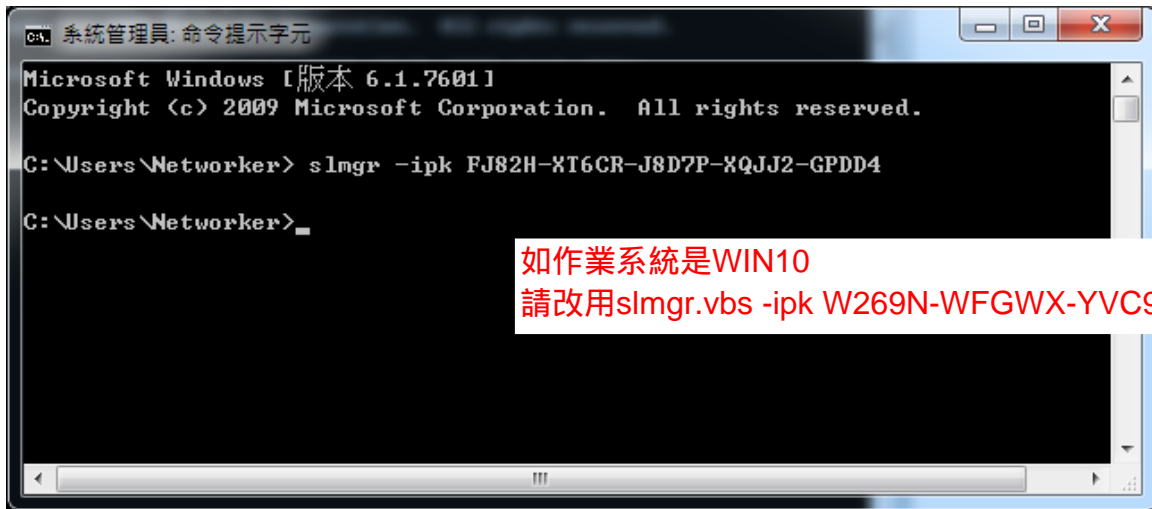 系統管理員: 命令提示字元
Microsoft Windows [版本 6.1.7601]
Copyright (c) 2009 Microsoft Corporation.  All rights reserved.
C:\Users\Networker> slmgr -ipk FJ82H-XT6CR-J8D7P-XQJJ2-GPDD4
C:\Users\Networker>_
如作業系統是WIN10
請改用slmgr.vbs -ipk W269N-WFGWX-YVC9